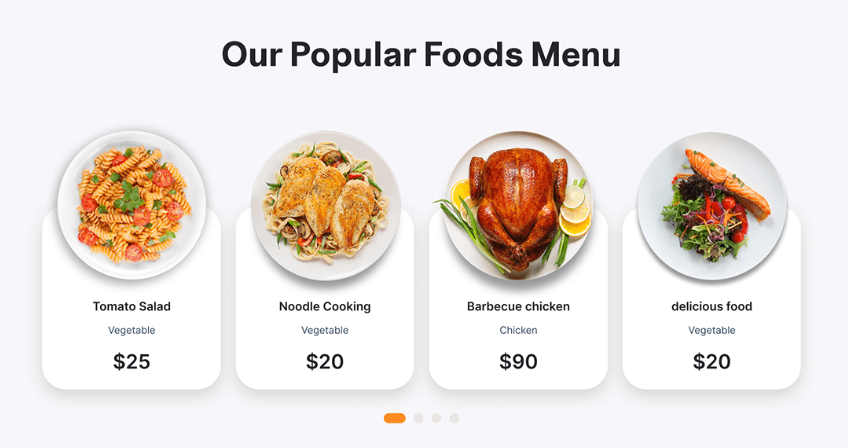 Our Popular Foods Menu
Tomato Salad
Vegetable
$25
Noodle Cooking
Vegetable
$20
Barbecue chicken
Chicken
$90
delicious food
Vegetable
$20